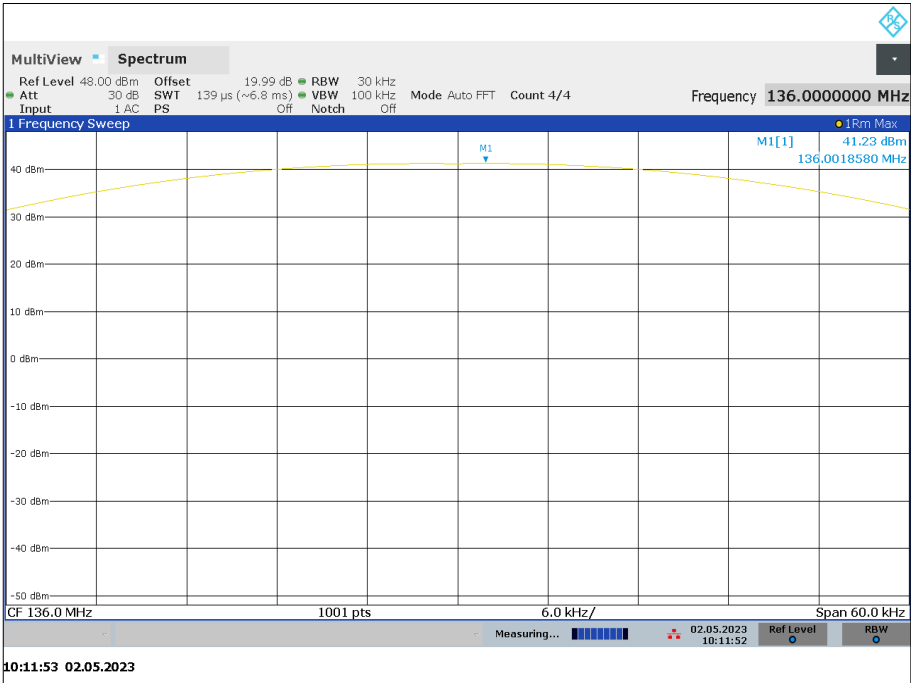 R S
MultiView Spectrum
Ref Level 48.00 dBm Offset 19.99 dB RBW 30 kHz
Att 30 dB SWT 139 µs (~6.8 ms) VBW 100 kHz Mode Auto FFT Count 4/4
Input 1 AC PS Off Notch Off
Frequency 136.0000000 MHz
1 Frequency Sweep 1Rm Max
M1[1] 41.23 dBm
136.0018580 MHz
M1
40 dBm
30 dBm
20 dBm
10 dBm
0 dBm
-10 dBm
-20 dBm
-30 dBm
-40 dBm
-50 dBm
CF 136.0 MHz 1001 pts 6.0 kHz/ Span 60.0 kHz
Measuring... 02.05.2023 Ref Level RBW
10:11:52
10:11:53 02.05.2023